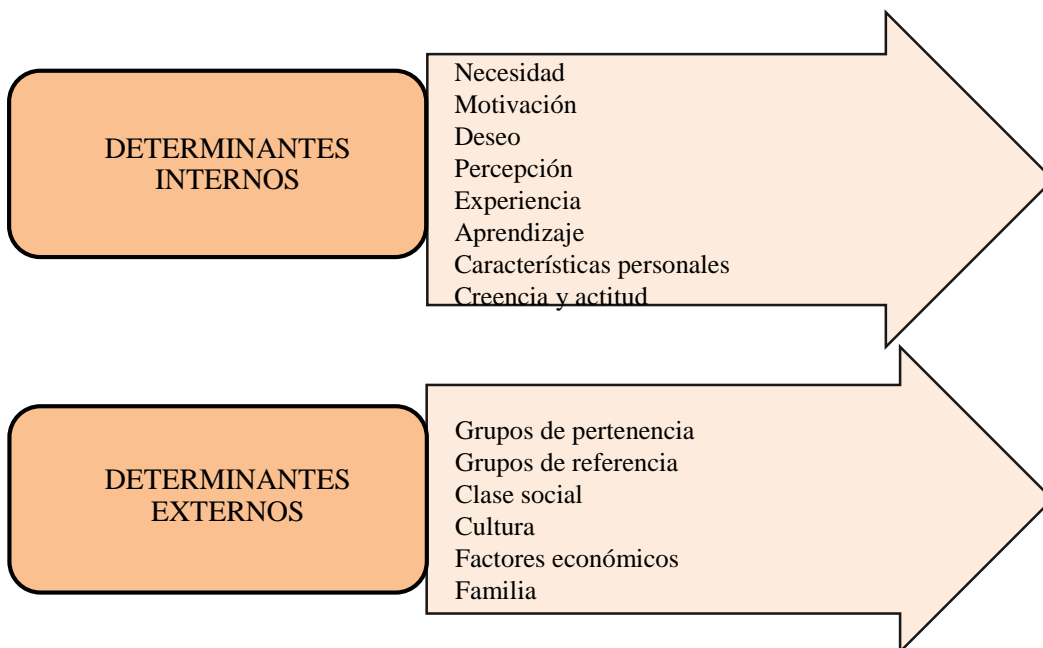 DETERMINANTES
INTERNOS
Necesidad
Motivación
Deseo
Percepción
Experiencia
Aprendizaje
Características personales
Creencia y actitud
DETERMINANTES
EXTERNOS
Grupos de pertenencia
Grupos de referencia
Clase social
Cultura
Factores económicos
Familia